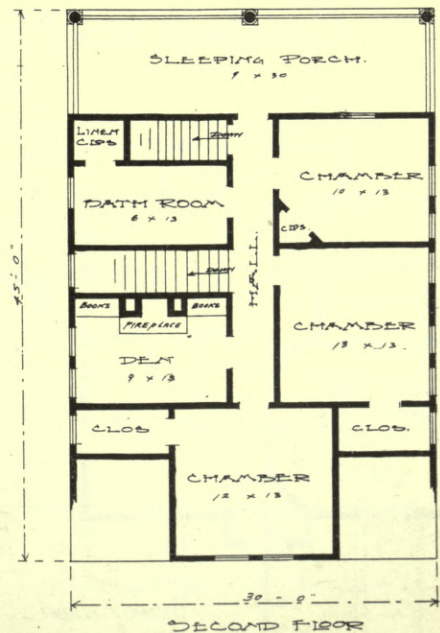 SLEEPING PORCH.
9 x 30
LINEN
CLOS
DOWN
CHAMBER
10 x 13
BATH ROOM
6 x 13
CLOS.
HALL.
DOWN
BOOKS
BOOKS
FIREPLACE
DEN
9 x 13
CHAMBER
13 x 13.
CLOS
CLOS.
CHAMBER
12 x 13
45'-0"
30-0"
SECOND FLOOR